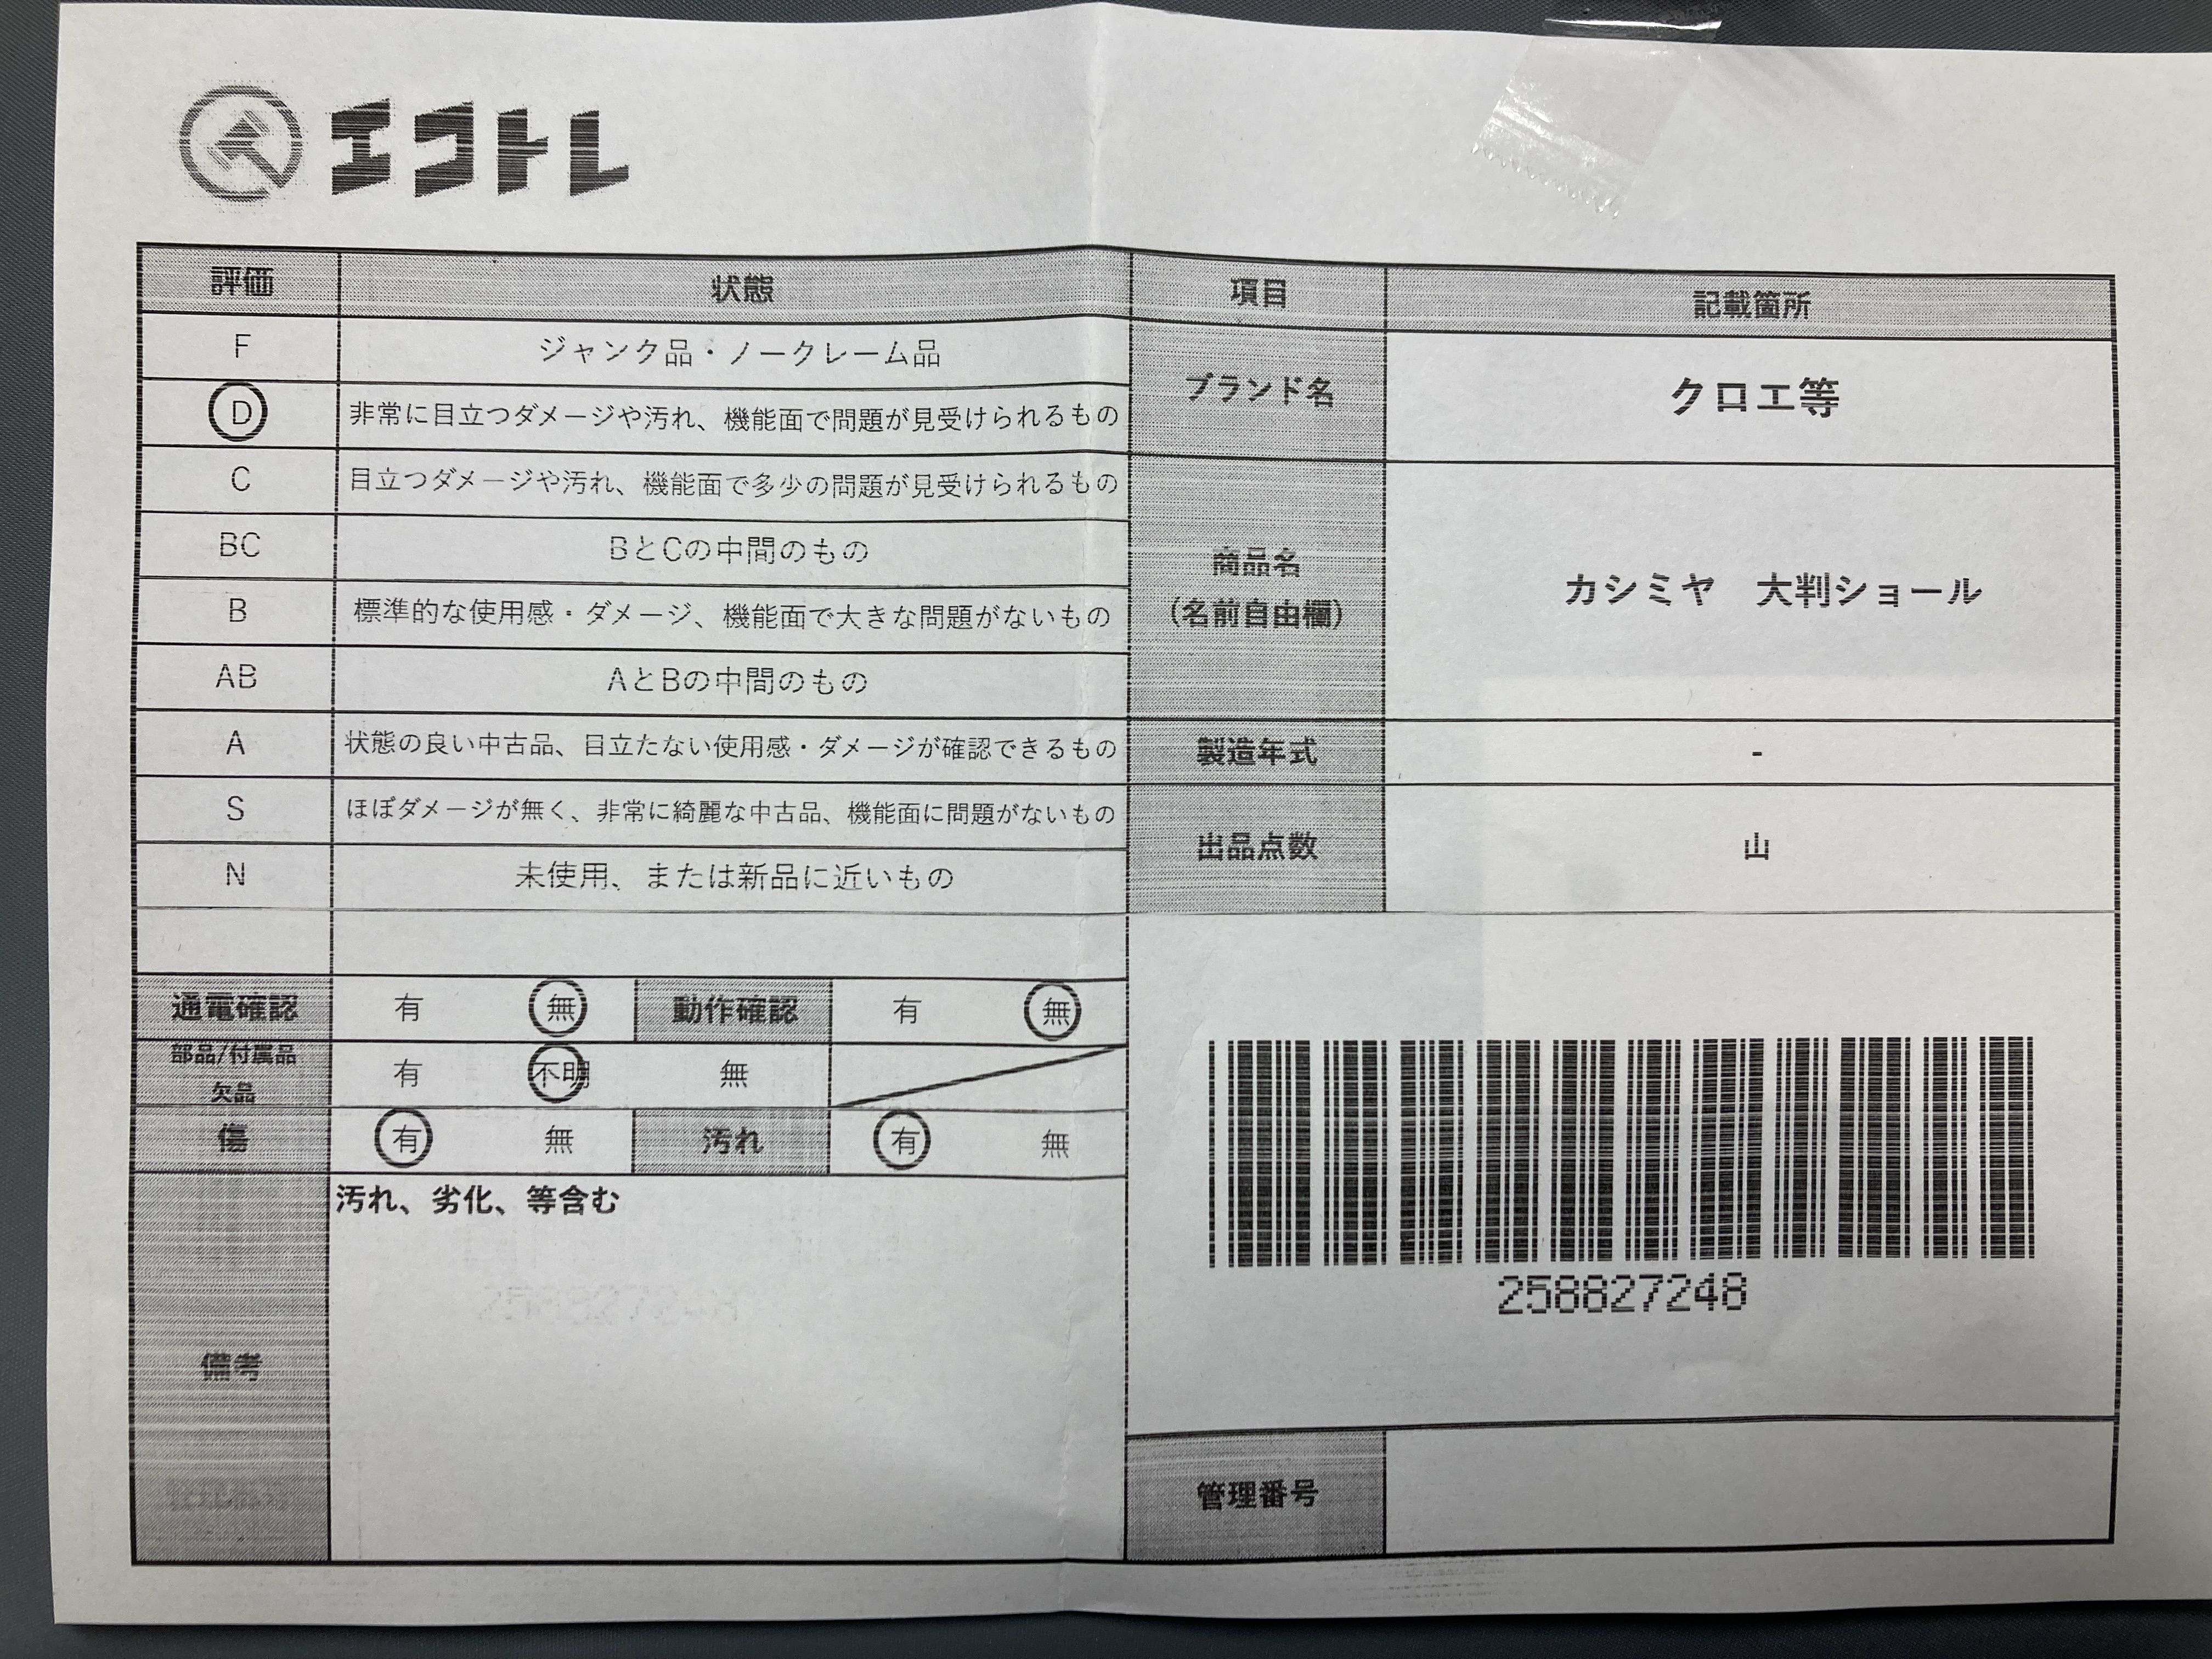 エコトレ
評価 状態 項目 記載箇所
F ジャンク品・ノークレーム品
D 非常に目立つダメージや汚れ、機能面で問題が見受けられるもの
ブランド名 クロエ等
C 目立つダメージや汚れ、機能面で多少の問題が見受けられるもの
BC BとCの中間のもの
B 標準的な使用感・ダメージ、機能面で大きな問題がないもの
AB AとBの中間のもの
商品名
(名前自由欄)
カシミヤ 大判ショール
A 状態の良い中古品、目立たない使用感・ダメージが確認できるもの
製造年式 -
S ほぼダメージが無く、非常に綺麗な中古品、機能面に問題がないもの
N 未使用、または新品に近いもの
出品点数 山
通電確認 有 無 動作確認 有 無
部品/付属品
欠品
有 不明 無
傷 有 無 汚れ 有 無
備考
汚れ、劣化、等含む
258827248
管理番号